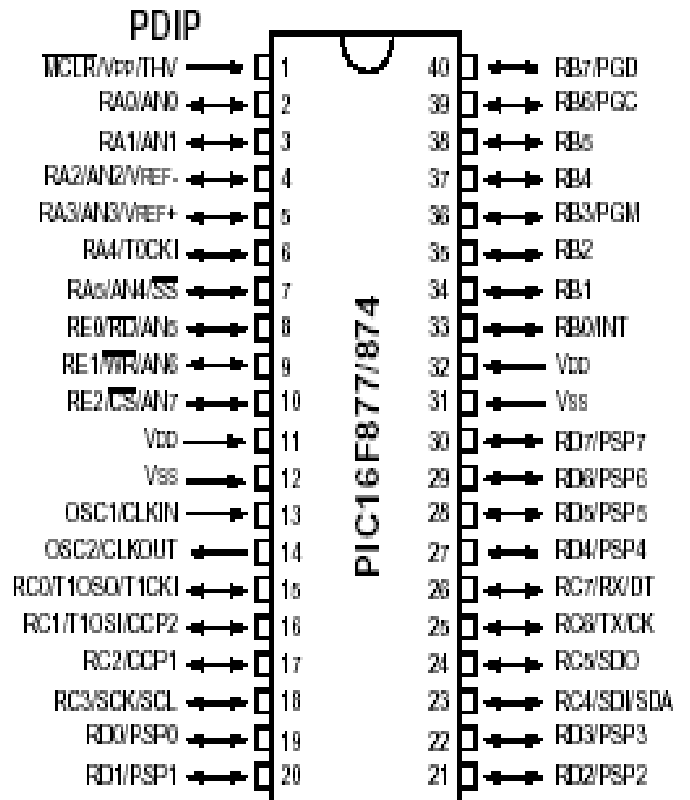 PDIP
MCLR/VPP/THV 1 40 RB7/PGD
RA0/AN0 2 39 RB6/PGC
RA1/AN1 3 38 RB5
RA2/AN2/VREF- 4 37 RB4
RA3/AN3/VREF+ 5 36 RB3/PGM
RA4/T0CKI 6 35 RB2
RA5/AN4/SS 7 34 RB1
RE0/RD/AN5 8 33 RB0/INT
RE1/WR/AN6 9 32 VDD
RE2/CS/AN7 10 31 VSS
VDD 11 30 RD7/PSP7
VSS 12 29 RD6/PSP6
OSC1/CLKIN 13 28 RD5/PSP5
OSC2/CLKOUT 14 27 RD4/PSP4
RC0/T1OSO/T1CKI 15 26 RC7/RX/DT
RC1/T1OSI/CCP2 16 25 RC6/TX/CK
RC2/CCP1 17 24 RC5/SDO
RC3/SCK/SCL 18 23 RC4/SDI/SDA
RD0/PSP0 19 22 RD3/PSP3
RD1/PSP1 20 21 RD2/PSP2
PIC16F877/874